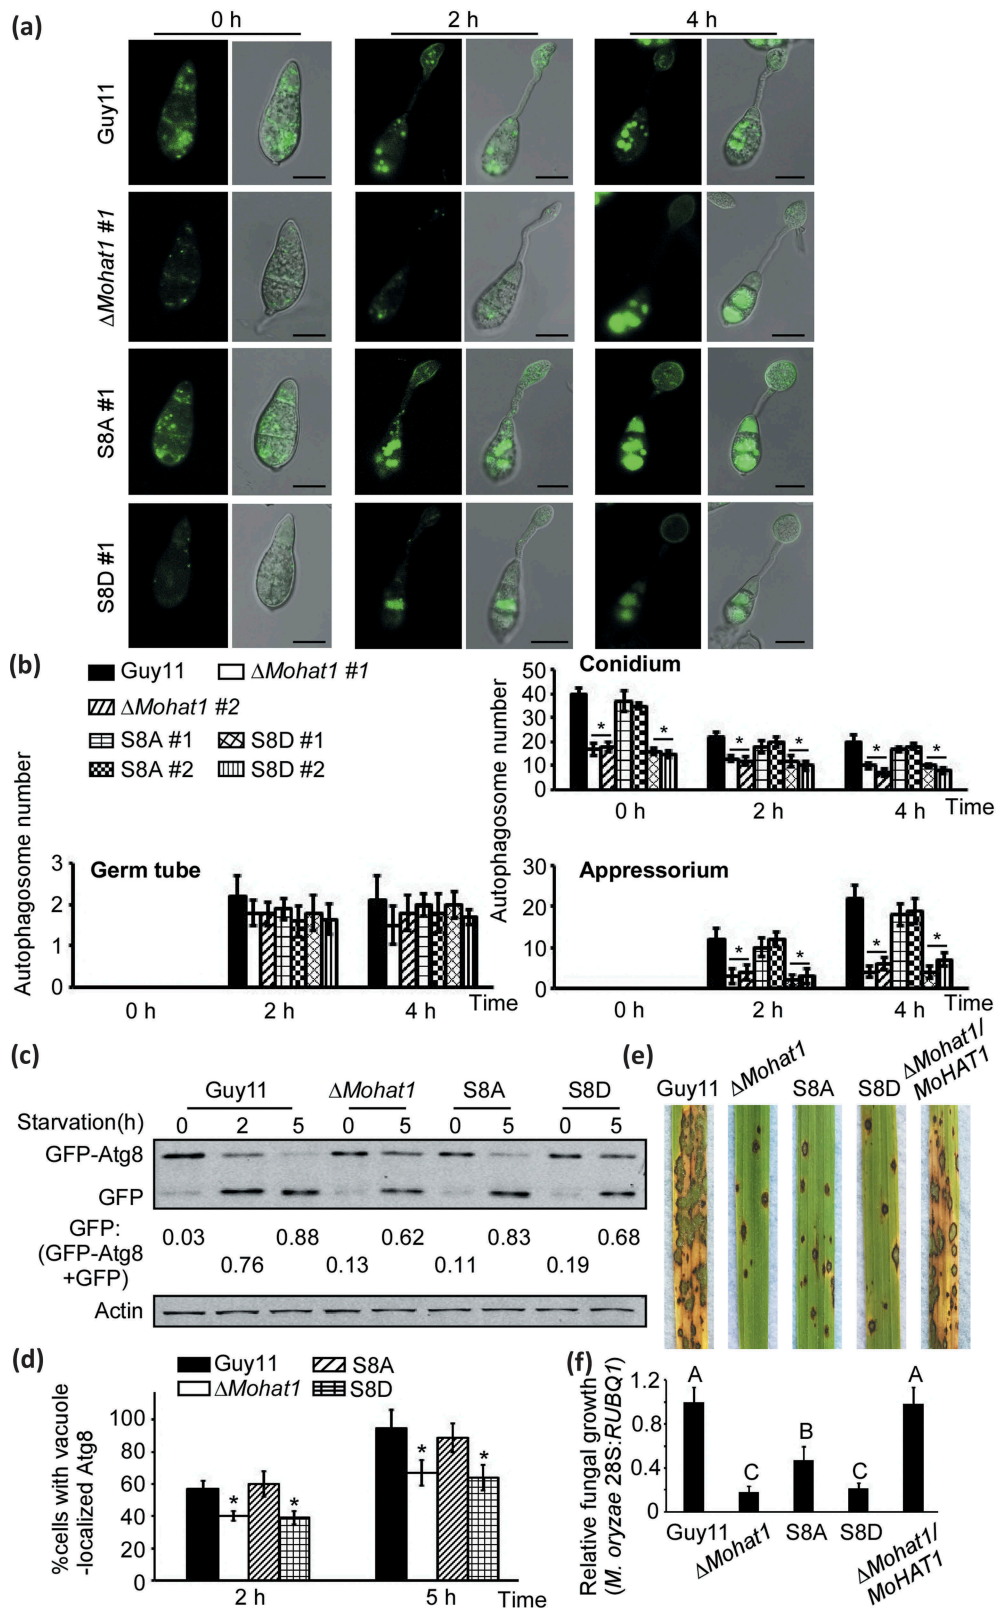 (a)
0 h 2 h 4 h
Guy11
ΔMohat1 #1
S8A #1
S8D #1
(b)
Guy11 ΔMohat1 #1
ΔMohat1 #2
S8A #1 S8D #1
S8A #2 S8D #2
Autophagosome number
Germ tube
3
2
1
0
0 h 2 h 4 h Time
Autophagosome number
Conidium
50
40
30
20
10
0
0 h 2 h 4 h Time
* * * * * *
Appressorium
30
20
10
0
0 h 2 h 4 h Time
* * * *
(c)
Guy11 ΔMohat1 S8A S8D
Starvation(h) 0 2 5 0 5 0 5 0 5
GFP-Atg8
GFP
GFP:
(GFP-Atg8
+GFP)
0.03 0.88 0.62 0.83 0.68
0.76 0.13 0.11 0.19
Actin
(d)
Guy11 S8A
ΔMohat1 S8D
%cells with vacuole
-localized Atg8
100
80
60
40
20
0
* * * *
2 h 5 h Time
(e)
Guy11 ΔMohat1 S8A S8D ΔMohat1/
MoHAT1
(f)
Relative fungal growth
(M. oryzae 28S:RUBQ1)
1.2
0.8
0.4
0
A C B C A
Guy11 ΔMohat1 S8A S8D ΔMohat1/
MoHAT1